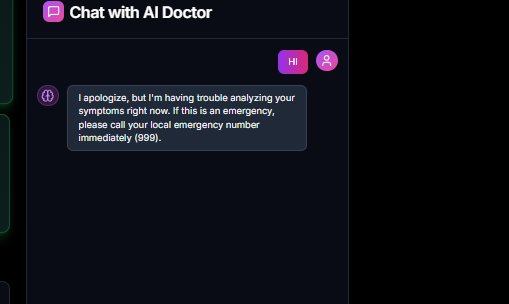 Chat with AI Doctor
HI
I apologize, but I'm having trouble analyzing your
symptoms right now. If this is an emergency,
please call your local emergency number
immediately (999).